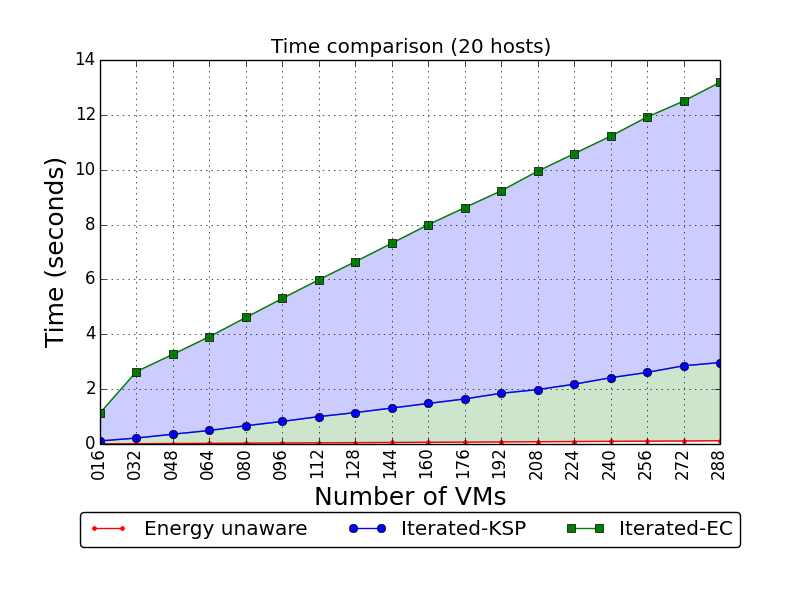 Time comparison (20 hosts)
14
12
10
8
6
4
2
0
Time (seconds)
016 032 048 064 080 096 112 128 144 160 176 192 208 224 240 256 272 288
Number of VMs
Energy unaware Iterated-KSP Iterated-EC